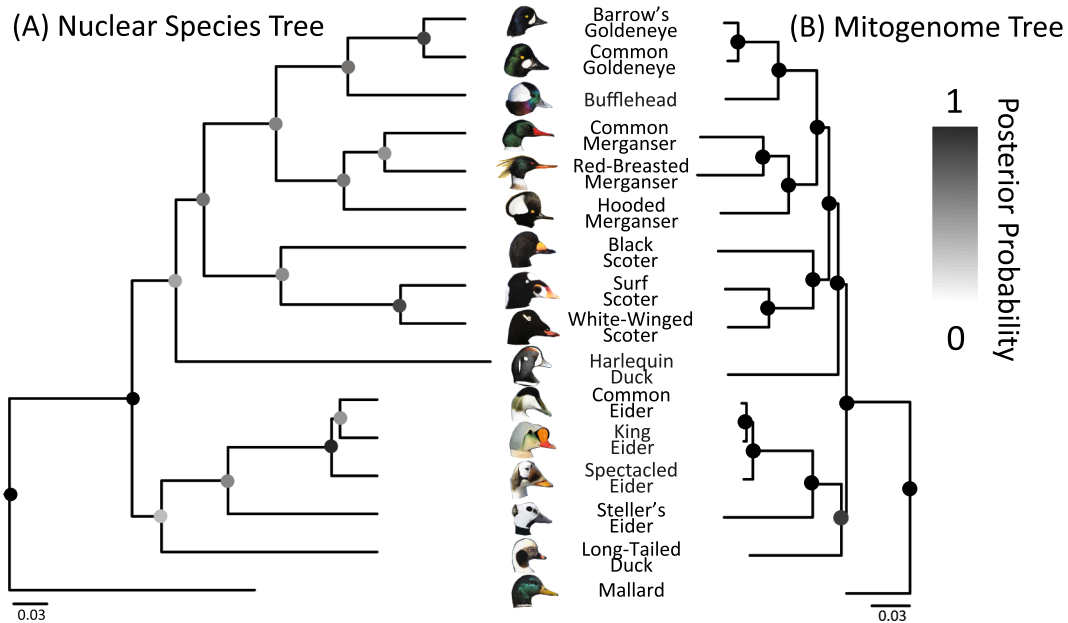 (A) Nuclear Species Tree
(B) Mitogenome Tree
Barrow's
Goldeneye
Common
Goldeneye
Bufflehead
Common
Merganser
Red-Breasted
Merganser
Hooded
Merganser
Black
Scoter
Surf
Scoter
White-Winged
Scoter
Harlequin
Duck
Common
Eider
King
Eider
Spectacled
Eider
Steller's
Eider
Long-Tailed
Duck
Mallard
1
0
Posterior Probability
0.03
0.03